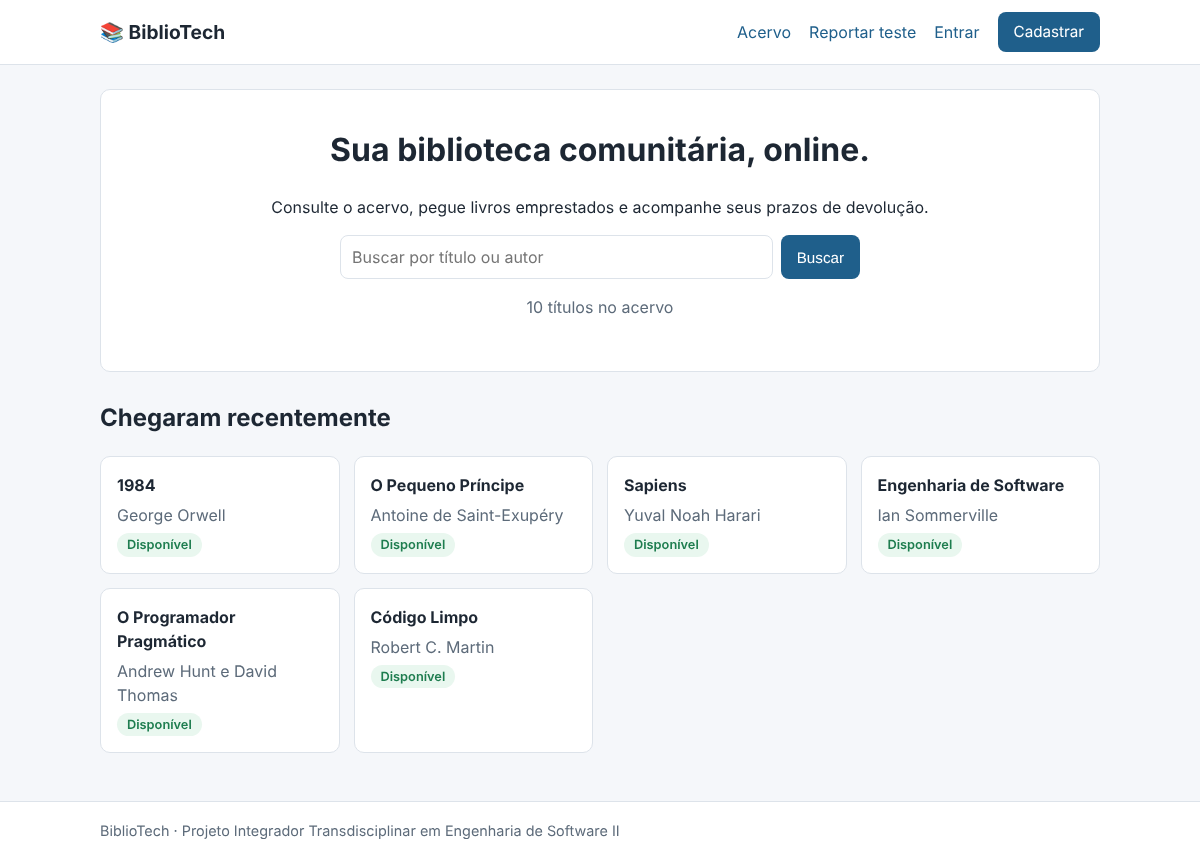 📚 BiblioTech
Acervo
Reportar teste
Entrar
Cadastrar
Sua biblioteca comunitária, online.
Consulte o acervo, pegue livros emprestados e acompanhe seus prazos de devolução.
Buscar por título ou autor
Buscar
10 títulos no acervo
Chegaram recentemente
1984
George Orwell
Disponível
O Pequeno Príncipe
Antoine de Saint-Exupéry
Disponível
Sapiens
Yuval Noah Harari
Disponível
Engenharia de Software
Ian Sommerville
Disponível
O Programador
Pragmático
Andrew Hunt e David
Thomas
Disponível
Código Limpo
Robert C. Martin
Disponível
BiblioTech · Projeto Integrador Transdisciplinar em Engenharia de Software II